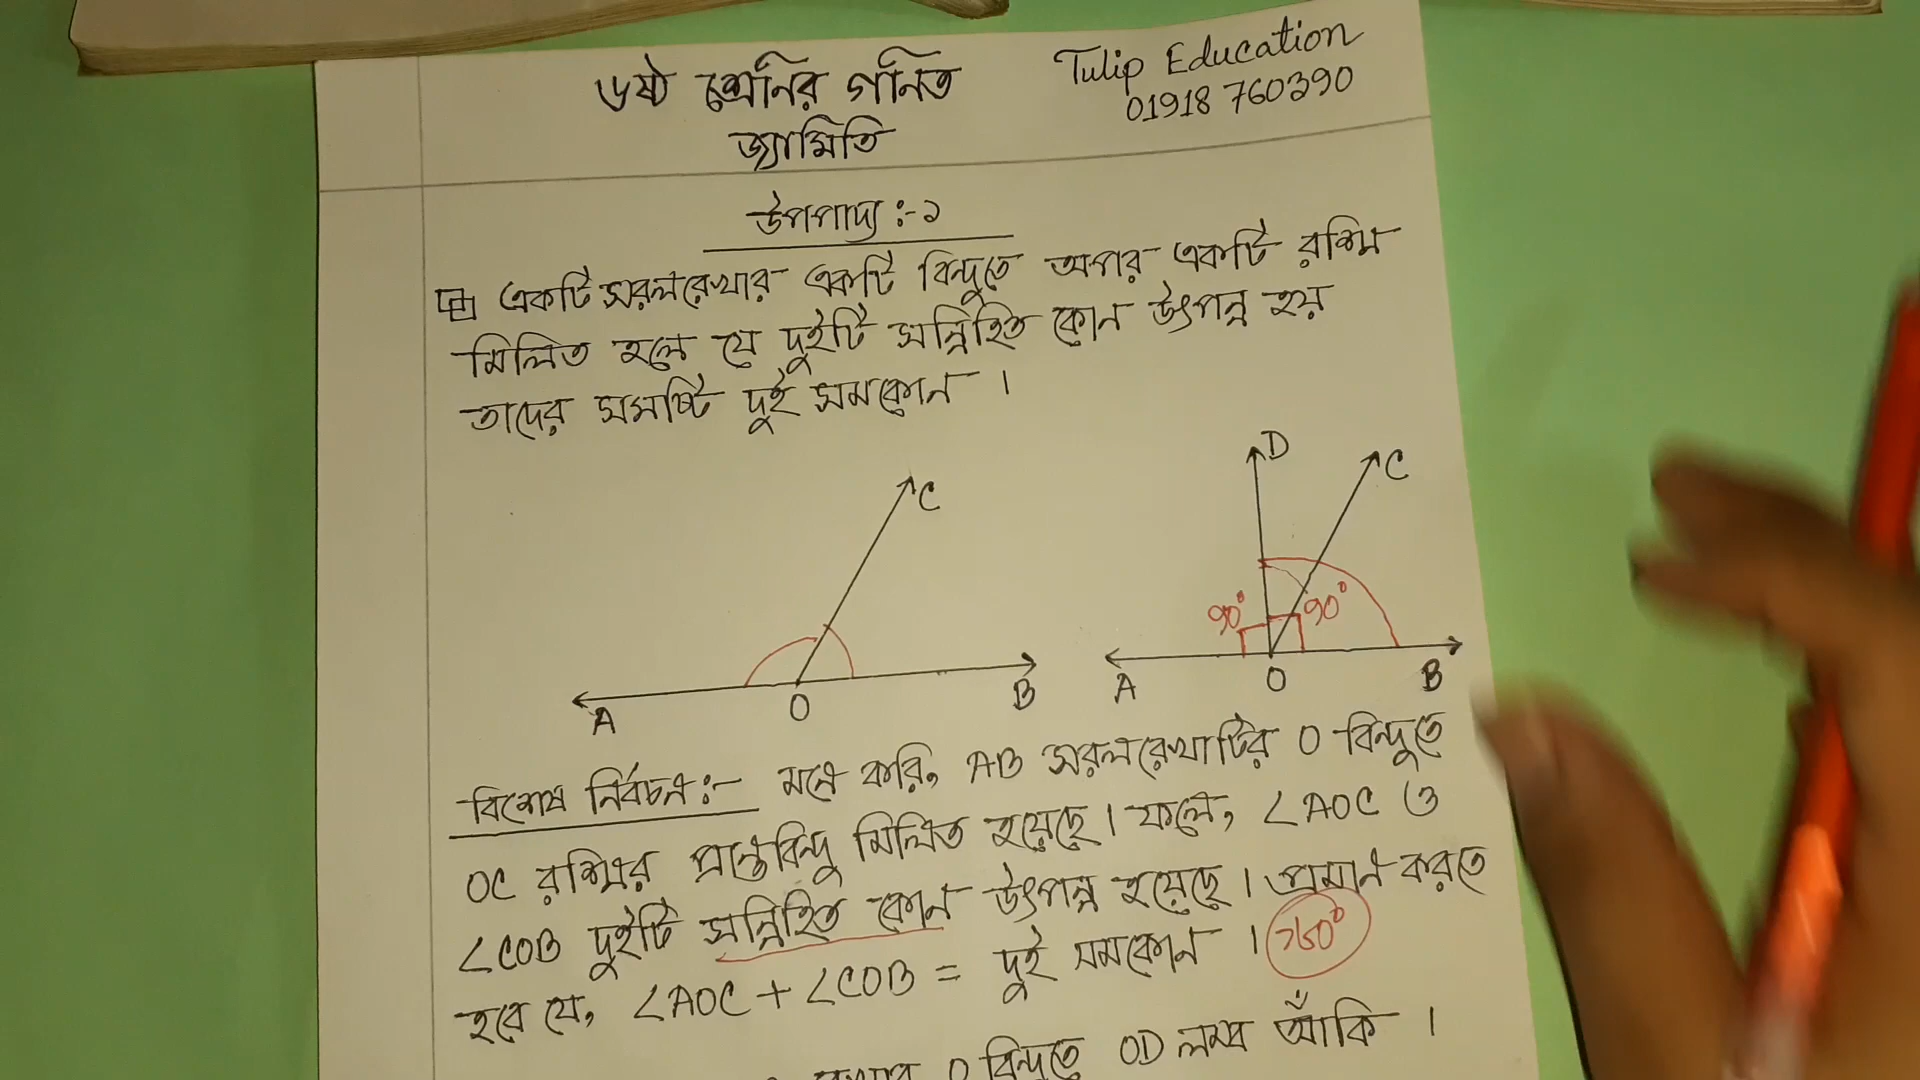 ৬ষ্ঠ শ্রেনির গনিত
জ্যামিতি
Tulip Education
01918 760390
উপপাদ্য :- ১
একটি সরলরেখার একটি বিন্দুতে অপর একটি রশ্মি
মিলিত হলে যে দুইটি সন্নিহিত কোন উৎপন্ন হয়
তাদের সমষ্টি দুই সমকোন ।
C
A O B
D C
90° 90°
A O B
বিশেষ নির্বচন :- মনে করি, AB সরলরেখাটির O বিন্দুতে
OC রশ্মির প্রান্তবিন্দু মিলিত হয়েছে । ফলে, ∠AOC ও
∠COB দুইটি সন্নিহিত কোন উৎপন্ন হয়েছে । প্রমান করতে
হবে যে, ∠AOC + ∠COB = দুই সমকোন ।
O বিন্দুতে OD লম্ব আঁকি ।